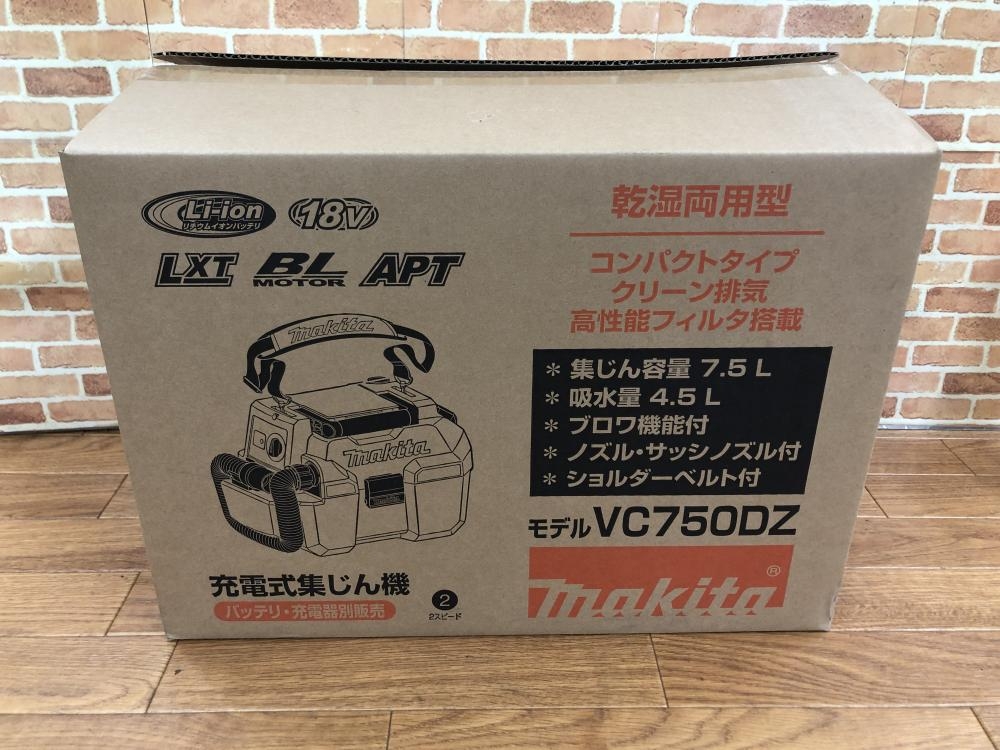 Li-ion
リチウムイオンバッテリ
18V
LXT
BL
MOTOR
APT
makita
makita
充電式集じん機
バッテリ・充電器別販売
2
2スピード
乾湿両用型
コンパクトタイプ
クリーン排気
高性能フィルタ搭載
* 集じん容量 7.5 L
* 吸水量 4.5 L
* ブロワ機能付
* ノズル・サッシノズル付
* ショルダーベルト付
モデル VC750DZ
makita®